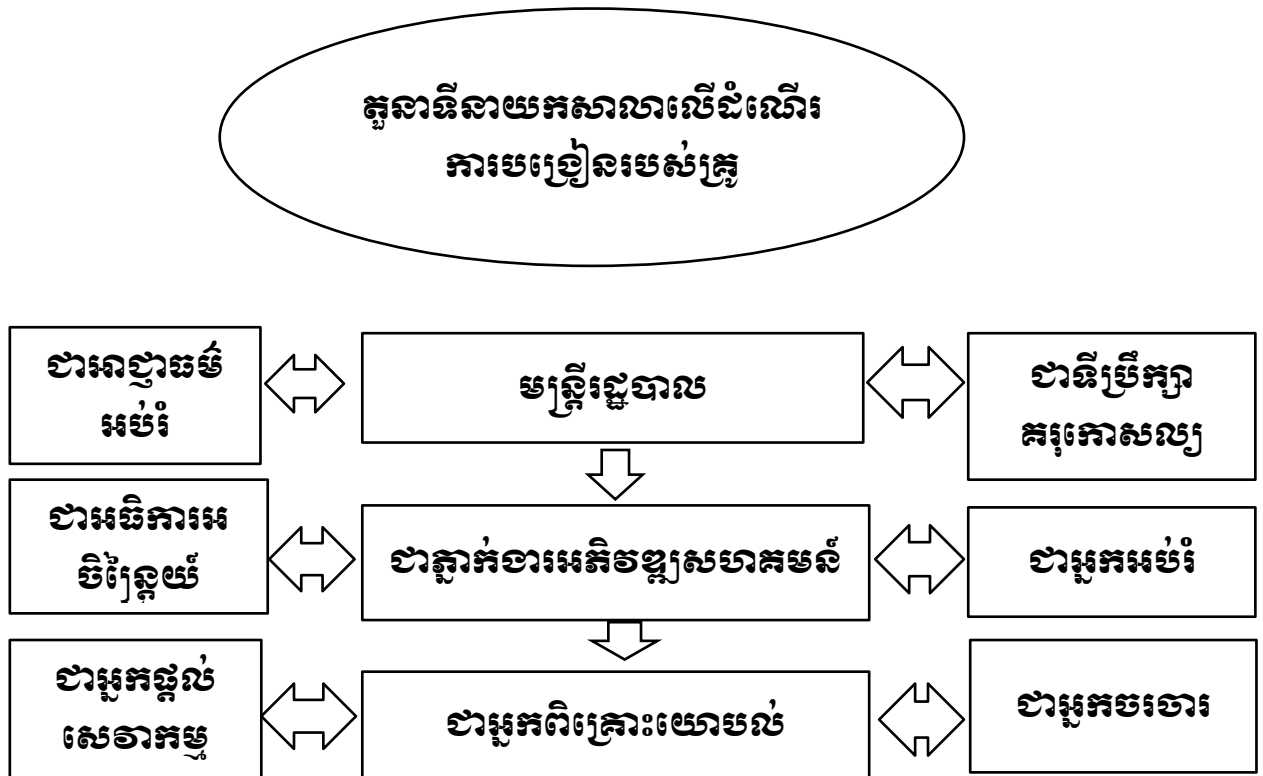 តួនាទីនាយកសាលាលើដំណើរ
ការបង្រៀនរបស់គ្រូ
ជាអាជ្ញាធម៌
អប់រំ
មន្ត្រីរដ្ឋបាល
ជាទីប្រឹក្សា
គរុកោសល្យ
ជាអធិការអ
ចិន្ត្រៃយ៍
ជាភ្នាក់ងារអភិវឌ្ឍសហគមន៍
ជាអ្នកអប់រំ
ជាអ្នកផ្តល់
សេវាកម្ម
ជាអ្នកពិគ្រោះយោបល់
ជាអ្នកចរចារ